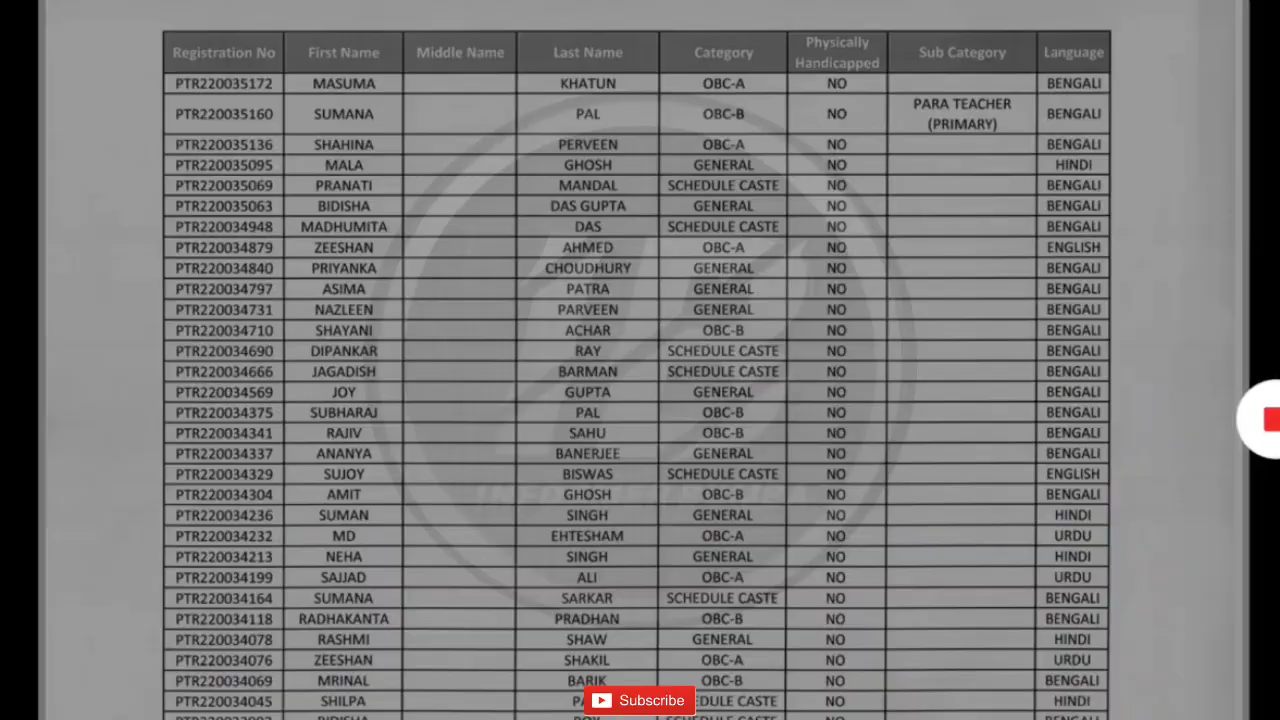 Registration No First Name Middle Name Last Name Category Physically Handicapped Sub Category Language
PTR220035172 MASUMA KHATUN OBC-A NO BENGALI
PTR220035160 SUMANA PAL OBC-B NO PARA TEACHER (PRIMARY) BENGALI
PTR220035136 SHAHINA PERVEEN OBC-A NO BENGALI
PTR220035095 MALA GHOSH GENERAL NO HINDI
PTR220035069 PRANATI MANDAL SCHEDULE CASTE NO BENGALI
PTR220035063 BIDISHA DAS GUPTA GENERAL NO BENGALI
PTR220034948 MADHUMITA DAS SCHEDULE CASTE NO BENGALI
PTR220034879 ZEESHAN AHMED OBC-A NO ENGLISH
PTR220034840 PRIYANKA CHOUDHURY GENERAL NO BENGALI
PTR220034797 ASIMA PATRA GENERAL NO BENGALI
PTR220034731 NAZLEEN PARVEEN GENERAL NO BENGALI
PTR220034710 SHAYANI ACHAR OBC-B NO BENGALI
PTR220034690 DIPANKAR RAY SCHEDULE CASTE NO BENGALI
PTR220034666 JAGADISH BARMAN SCHEDULE CASTE NO BENGALI
PTR220034569 JOY GUPTA GENERAL NO BENGALI
PTR220034375 SUBHARAJ PAL OBC-B NO BENGALI
PTR220034341 RAJIV SAHU OBC-B NO BENGALI
PTR220034337 ANANYA BANERJEE GENERAL NO BENGALI
PTR220034329 SUJOY BISWAS SCHEDULE CASTE NO ENGLISH
PTR220034304 AMIT GHOSH OBC-B NO BENGALI
PTR220034236 SUMAN SINGH GENERAL NO HINDI
PTR220034232 MD EHTESHAM OBC-A NO URDU
PTR220034213 NEHA SINGH GENERAL NO HINDI
PTR220034199 SAJJAD ALI OBC-A NO URDU
PTR220034164 SUMANA SARKAR SCHEDULE CASTE NO BENGALI
PTR220034118 RADHAKANTA PRADHAN OBC-B NO BENGALI
PTR220034078 RASHMI SHAW GENERAL NO HINDI
PTR220034076 ZEESHAN SHAKIL OBC-A NO URDU
PTR220034069 MRINAL BARIK OBC-B NO BENGALI
PTR220034045 SHILPA CASTE NO HINDI
Subscribe